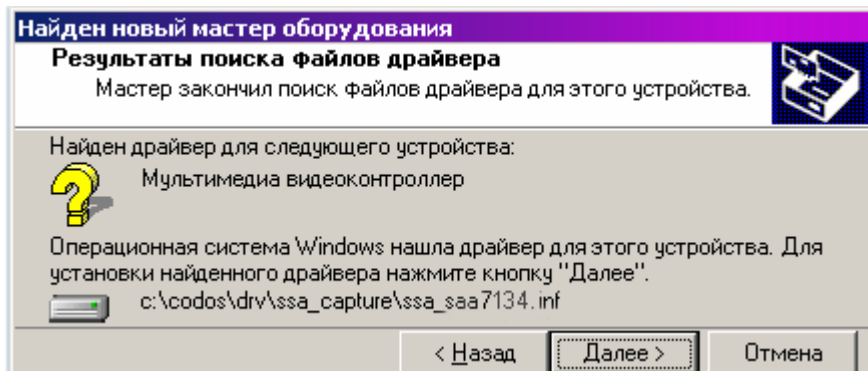 Найден новый мастер оборудования
Результаты поиска файлов драйвера
Мастер закончил поиск файлов драйвера для этого устройства.
Найден драйвер для следующего устройства:
Мультимедиа видеоконтроллер
Операционная система Windows нашла драйвер для этого устройства. Для
установки найденного драйвера нажмите кнопку "Далее".
c:\codos\drv\ssa_capture\ssa_saa7134.inf
< Назад Далее > Отмена